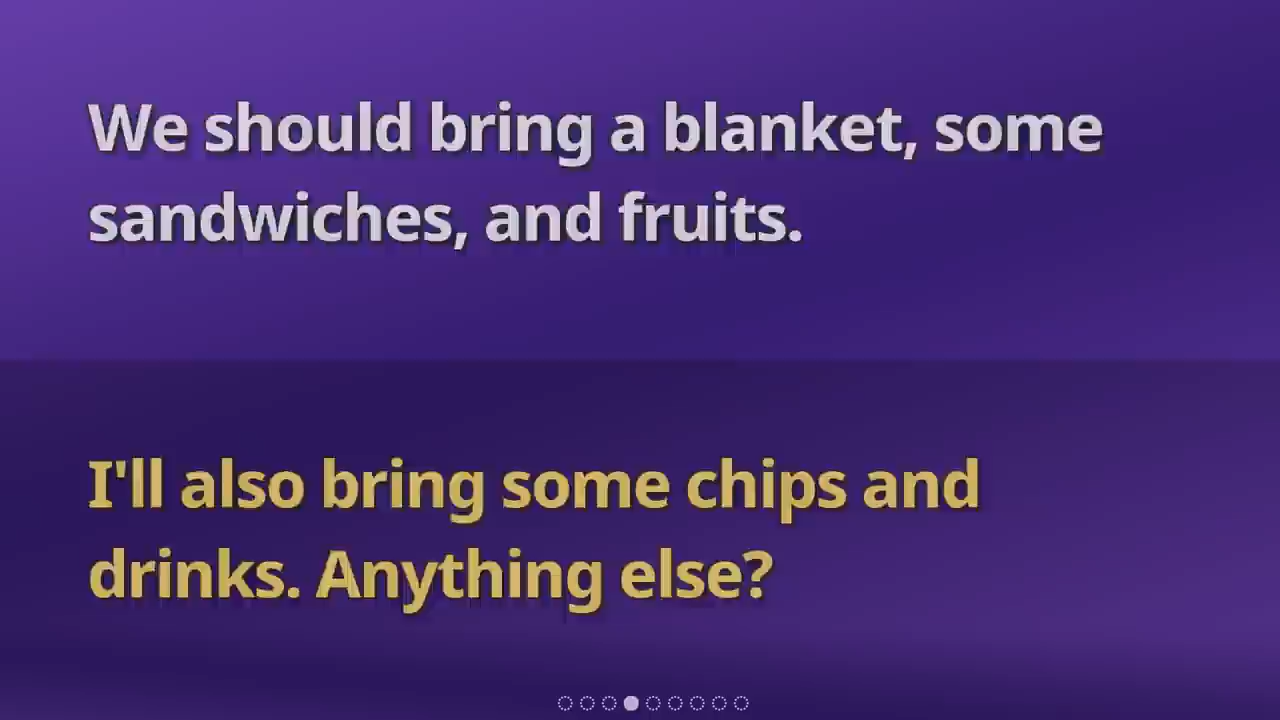 We should bring a blanket, some
sandwiches, and fruits.
I'll also bring some chips and
drinks. Anything else?